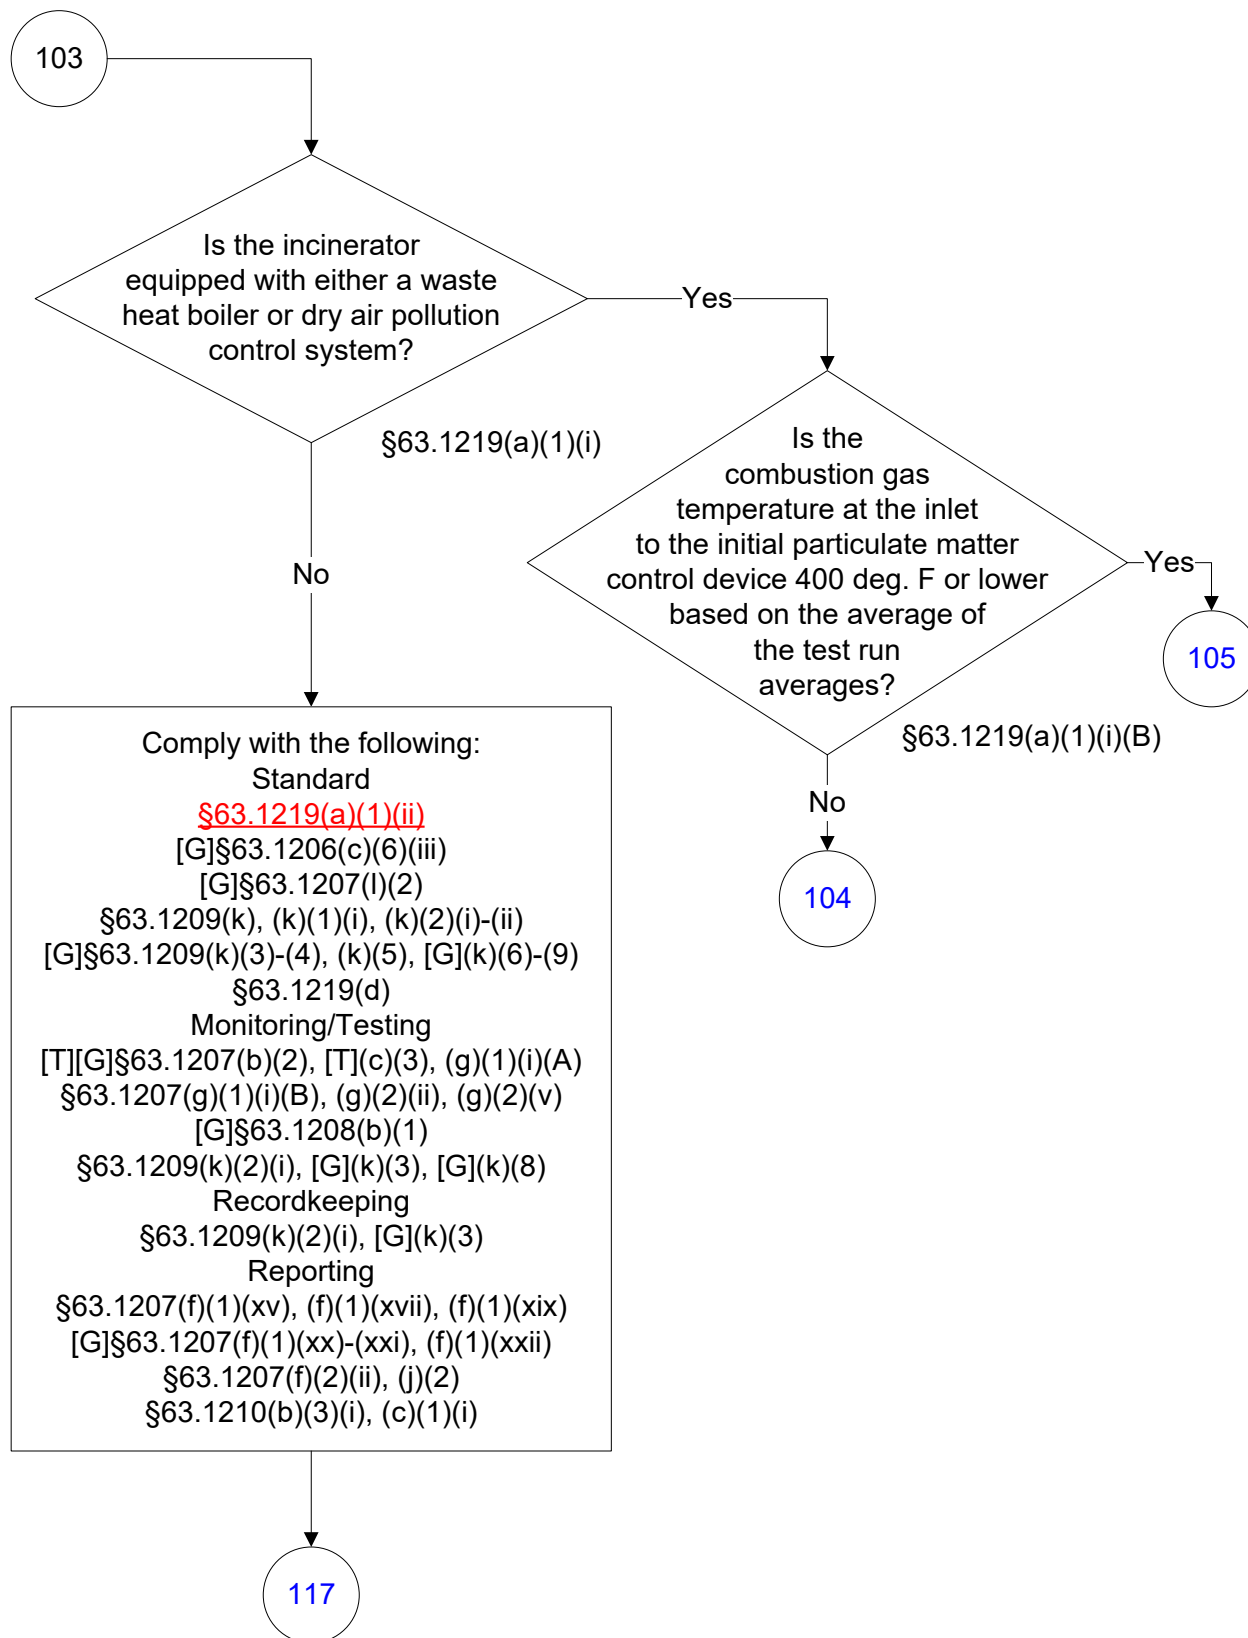 103
Is the incinerator
equipped with either a waste
heat boiler or dry air pollution
control system?
Yes
§63.1219(a)(1)(i)
No
Is the
combustion gas
temperature at the inlet
to the initial particulate matter
control device 400 deg. F or lower
based on the average of
the test run
averages?
Yes
105
§63.1219(a)(1)(i)(B)
No
104
Comply with the following:
Standard
§63.1219(a)(1)(ii)
[G]§63.1206(c)(6)(iii)
[G]§63.1207(l)(2)
§63.1209(k), (k)(1)(i), (k)(2)(i)-(ii)
[G]§63.1209(k)(3)-(4), (k)(5), [G](k)(6)-(9)
§63.1219(d)
Monitoring/Testing
[T][G]§63.1207(b)(2), [T](c)(3), (g)(1)(i)(A)
§63.1207(g)(1)(i)(B), (g)(2)(ii), (g)(2)(v)
[G]§63.1208(b)(1)
§63.1209(k)(2)(i), [G](k)(3), [G](k)(8)
Recordkeeping
§63.1209(k)(2)(i), [G](k)(3)
Reporting
§63.1207(f)(1)(xv), (f)(1)(xvii), (f)(1)(xix)
[G]§63.1207(f)(1)(xx)-(xxi), (f)(1)(xxii)
§63.1207(f)(2)(ii), (j)(2)
§63.1210(b)(3)(i), (c)(1)(i)
117